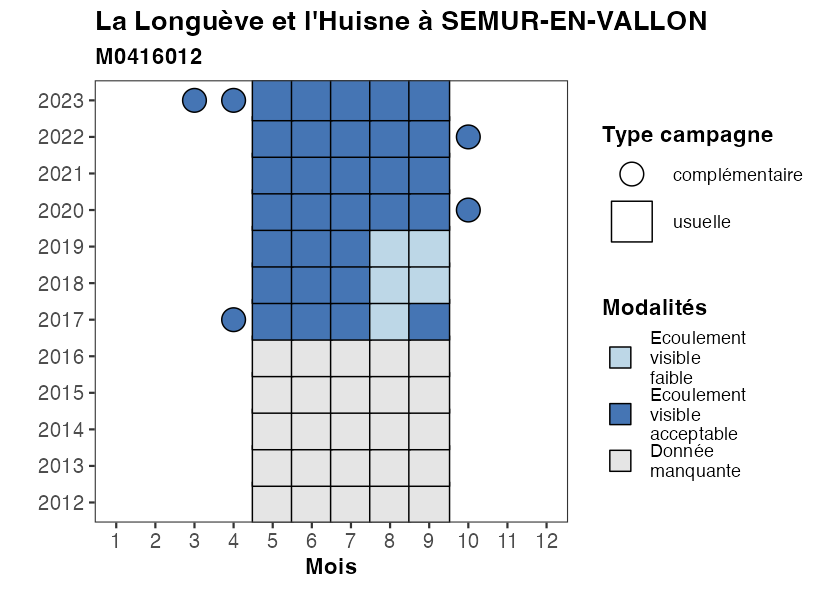 La Longuève et l'Huisne à SEMUR-EN-VALLON
M0416012
2023
2022
2021
2020
2019
2018
2017
2016
2015
2014
2013
2012
1 2 3 4 5 6 7 8 9 10 11 12
Mois
Type campagne
complémentaire
usuelle
Modalités
Ecoulement
visible
faible
Ecoulement
visible
acceptable
Donnée
manquante